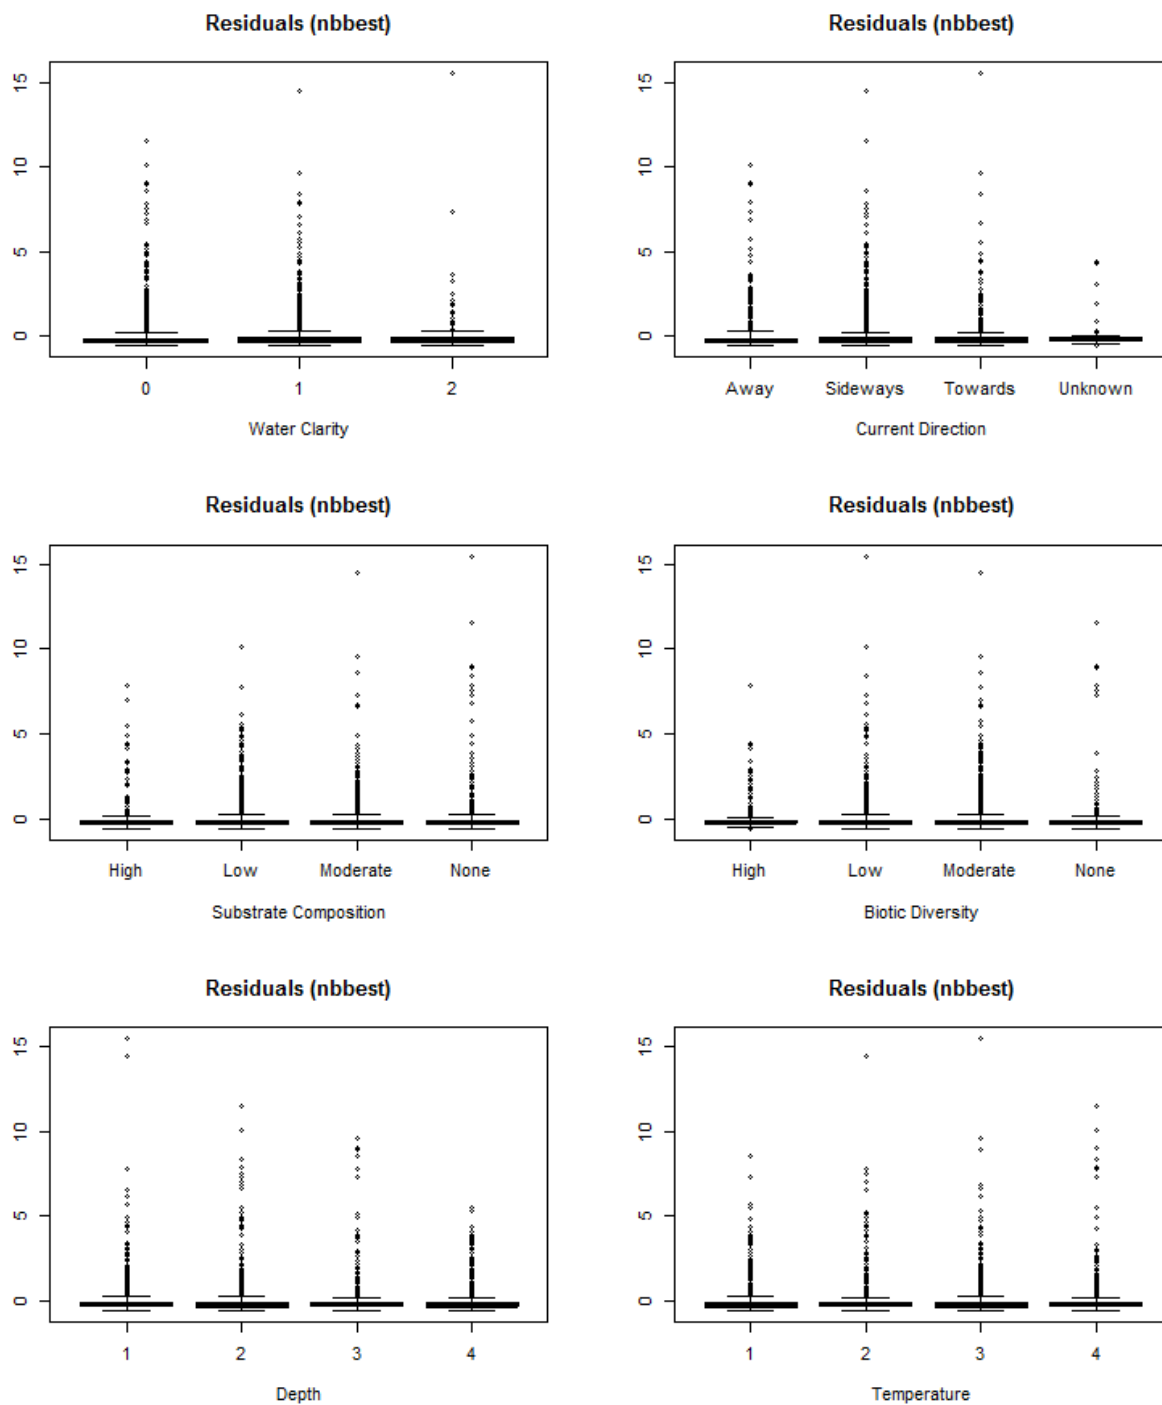 Residuals (nbbest)
15
10
5
0
0 1 2
Water Clarity
Residuals (nbbest)
15
10
5
0
Away Sideways Towards Unknown
Current Direction
Residuals (nbbest)
15
10
5
0
High Low Moderate None
Substrate Composition
Residuals (nbbest)
15
10
5
0
High Low Moderate None
Biotic Diversity
Residuals (nbbest)
15
10
5
0
1 2 3 4
Depth
Residuals (nbbest)
15
10
5
0
1 2 3 4
Temperature